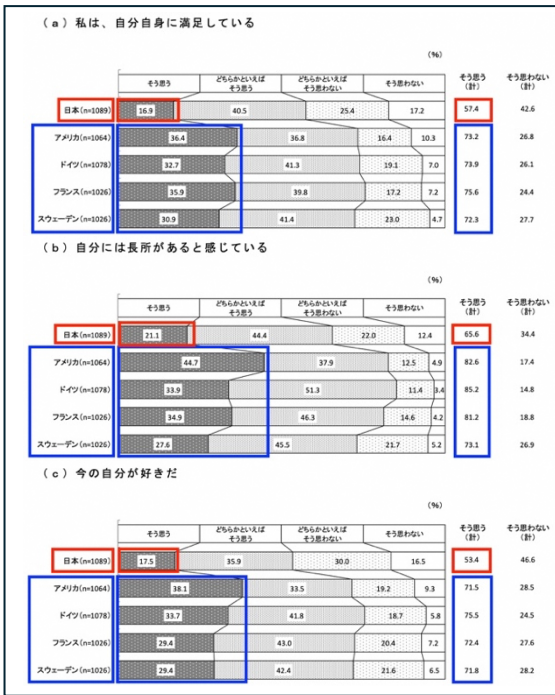 (a) 私は、自分自身に満足している
(%)
そう思う どちらかといえばそう思う どちらかといえばそう思わない そう思わない そう思う(計) そう思わない(計)
日本(n=1089) 16.9 40.5 25.4 17.2 57.4 42.6
アメリカ(n=1064) 36.4 36.8 16.4 10.3 73.2 26.8
ドイツ(n=1078) 32.7 41.3 19.1 7.0 73.9 26.1
フランス(n=1026) 35.9 39.8 17.2 7.2 75.6 24.4
スウェーデン(n=1026) 30.9 41.4 23.0 4.7 72.3 27.7
(b) 自分には長所があると感じている
(%)
そう思う どちらかといえばそう思う どちらかといえばそう思わない そう思わない そう思う(計) そう思わない(計)
日本(n=1089) 21.1 44.4 22.0 12.4 65.6 34.4
アメリカ(n=1064) 44.7 37.9 12.5 4.9 82.6 17.4
ドイツ(n=1078) 33.9 51.3 11.4 3.4 85.2 14.8
フランス(n=1026) 34.9 46.3 14.6 4.2 81.2 18.8
スウェーデン(n=1026) 27.6 45.5 21.7 5.2 73.1 26.9
(c) 今の自分が好きだ
(%)
そう思う どちらかといえばそう思う どちらかといえばそう思わない そう思わない そう思う(計) そう思わない(計)
日本(n=1089) 17.5 35.9 30.0 16.5 53.4 46.6
アメリカ(n=1064) 38.1 33.5 19.2 9.3 71.5 28.5
ドイツ(n=1078) 33.7 41.8 18.7 5.8 75.5 24.5
フランス(n=1026) 29.4 43.0 20.4 7.2 72.4 27.6
スウェーデン(n=1026) 29.4 42.4 21.6 6.5 71.8 28.2